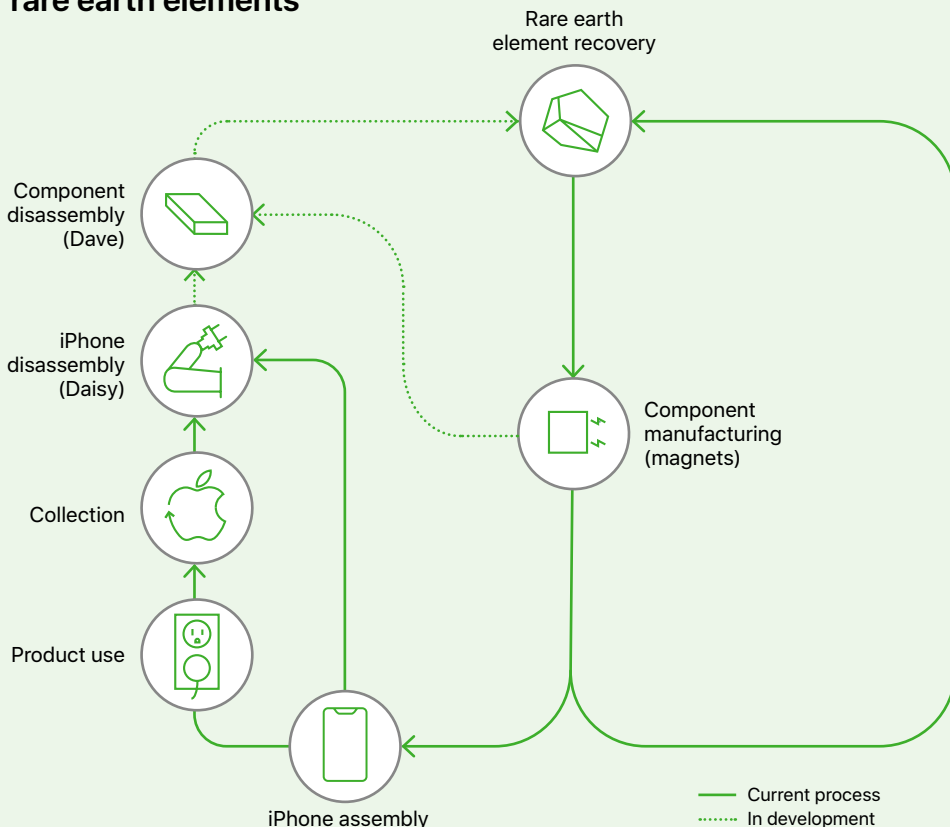 rare earth elements
Rare earth
element recovery
Component
disassembly
(Dave)
iPhone
disassembly
(Daisy)
Component
manufacturing
(magnets)
Collection
Product use
iPhone assembly
Current process
In development